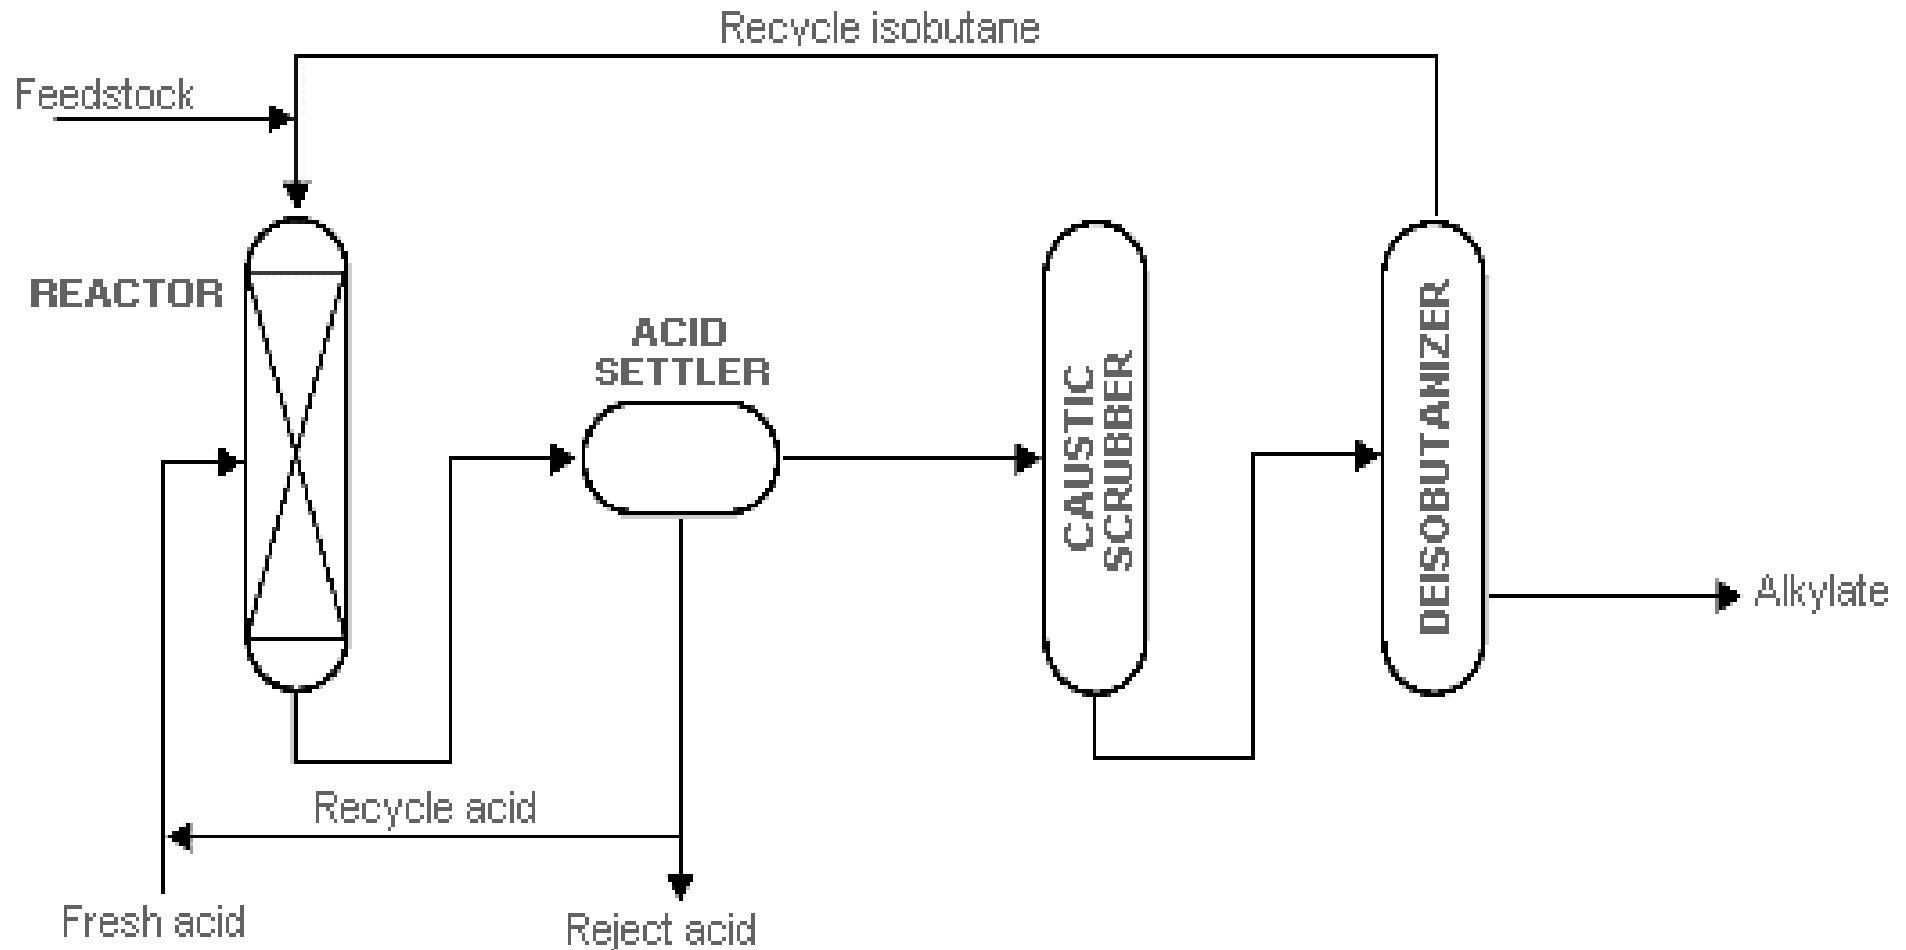 Recycle isobutane
Feedstock
REACTOR
ACID
SETTLER
CAUSTIC
SCRUBBER
DEISOBUTANIZER
Alkylate
Recycle acid
Fresh acid
Reject acid